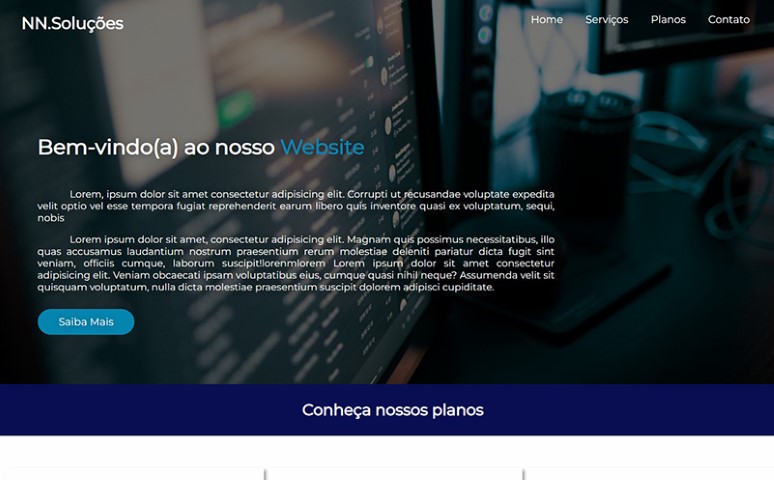 NN.Soluções
Home Serviços Planos Contato
Bem-vindo(a) ao nosso Website
Lorem, ipsum dolor sit amet consectetur adipisicing elit. Corrupti ut recusandae voluptate expedita
velit optio vel esse tempora fugiat reprehenderit earum libero quis inventore quasi ex voluptatum, sequi,
nobis
Lorem ipsum dolor sit amet, consectetur adipisicing elit. Magnam quis possimus necessitatibus, illo
quas accusamus laudantium nostrum praesentium rerum molestiae deleniti pariatur dicta fugit sint
veniam, officiis cumque, laborum suscipit!lorenmlorem Lorem ipsum dolor sit amet consectetur
adipisicing elit. Veniam obcaecati ipsam voluptatibus eius, cumque quasi nihil neque? Assumenda velit sit
quisquam voluptatum, nulla dicta molestiae praesentium suscipit dolorem adipisci cupiditate.
Saiba Mais
Conheça nossos planos